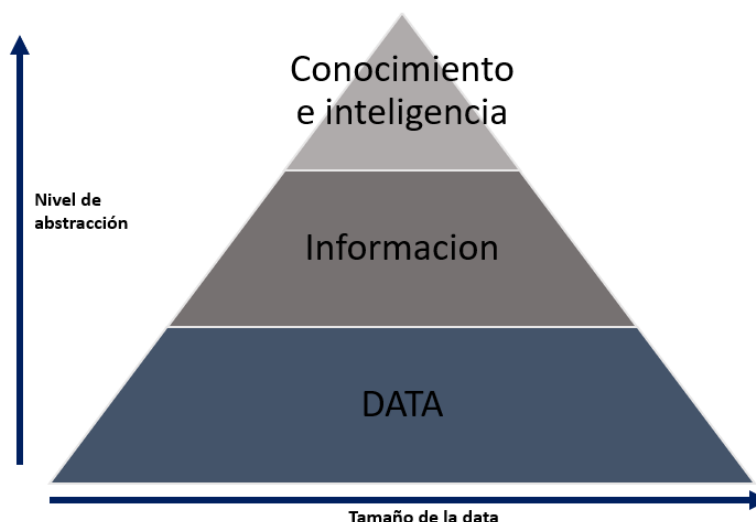 Conocimiento
e inteligencia
Nivel de
abstracción
Informacion
DATA
Tamaño de la data